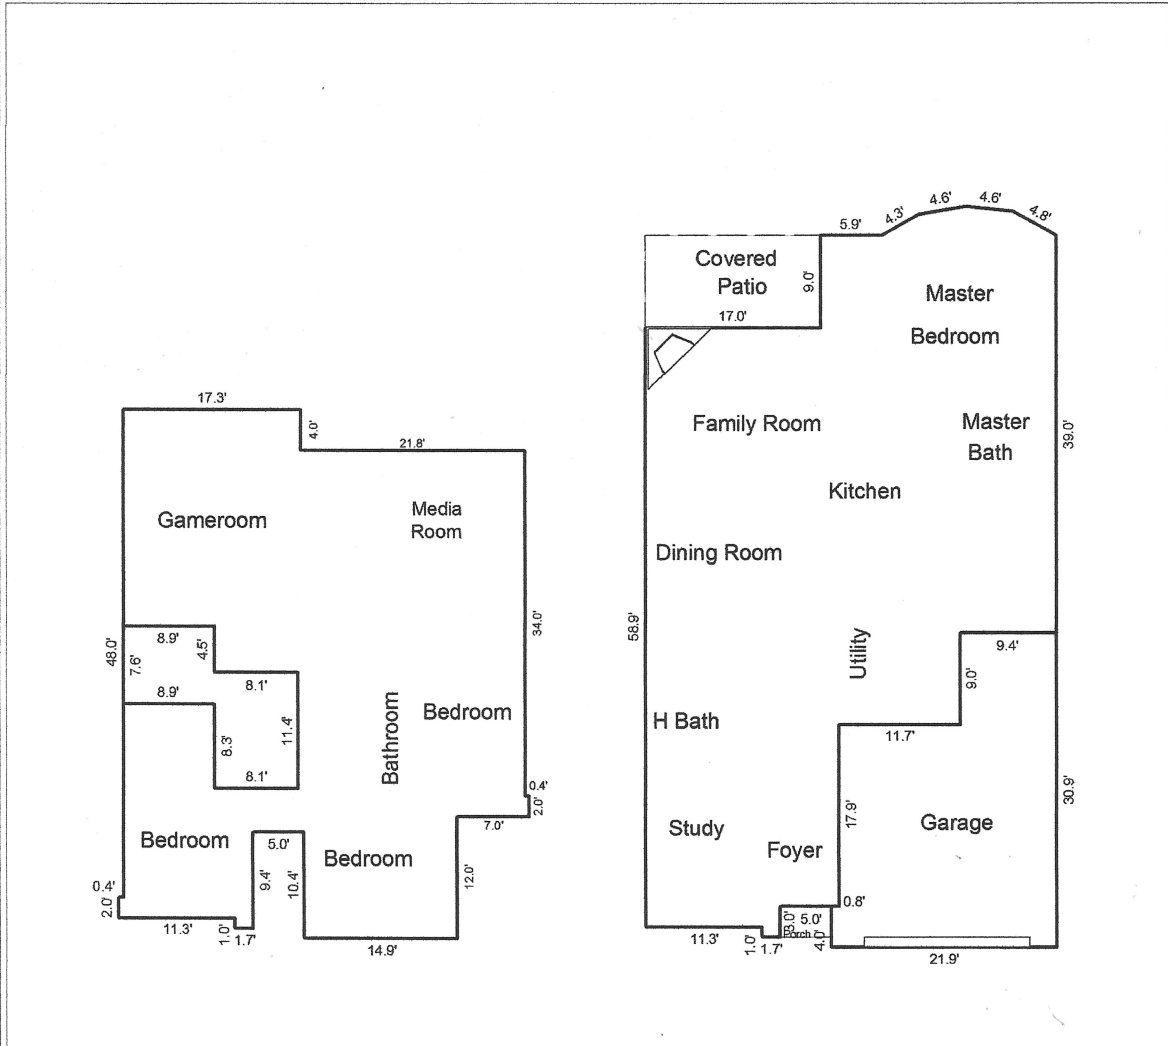 4.6'
4.6'
4.3'
4.8'
5.9'
Covered
Patio
9.0'
Master
Bedroom
17.0'
17.3'
4.0'
21.8'
Family Room
Master
Bath
39.0'
Kitchen
Gameroom
Media
Room
Dining Room
58.9'
Utility
9.4'
9.0'
48.0'
8.9'
4.5'
7.6'
8.1'
8.9'
34.0'
8.3'
11.4'
Bathroom
Bedroom
8.1'
H Bath
11.7'
0.4'
2.0'
7.0'
30.9'
17.9'
Garage
Study
Foyer
Bedroom
5.0'
Bedroom
9.4'
10.4'
12.0'
0.4'
2.0'
11.3'
1.0'
1.7'
14.9'
0.8'
3.0'
5.0'
Porch
4.0'
11.3'
1.0'
1.7'
21.9'